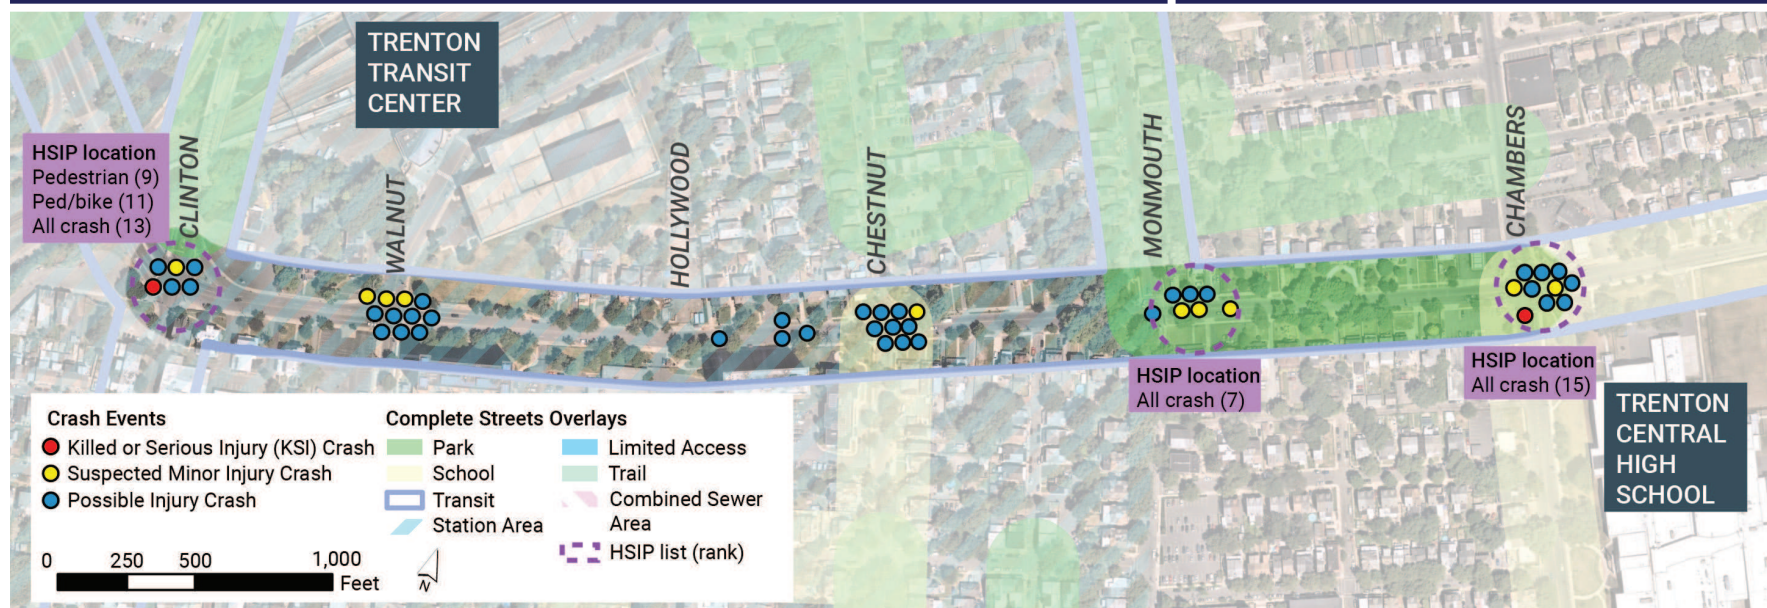 TRENTON
TRANSIT
CENTER
HSIP location
Pedestrian (9)
Ped/bike (11)
All crash (13)
CLINTON
WALNUT
HOLLYWOOD
CHESTNUT
MONMOUTH
CHAMBERS
HSIP location
All crash (7)
HSIP location
All crash (15)
TRENTON
CENTRAL
HIGH
SCHOOL
Crash Events
Killed or Serious Injury (KSI) Crash
Suspected Minor Injury Crash
Possible Injury Crash
0 250 500 1,000
Feet
Complete Streets Overlays
Park
School
Transit
Station Area
N
Limited Access
Trail
Combined Sewer
Area
HSIP list (rank)